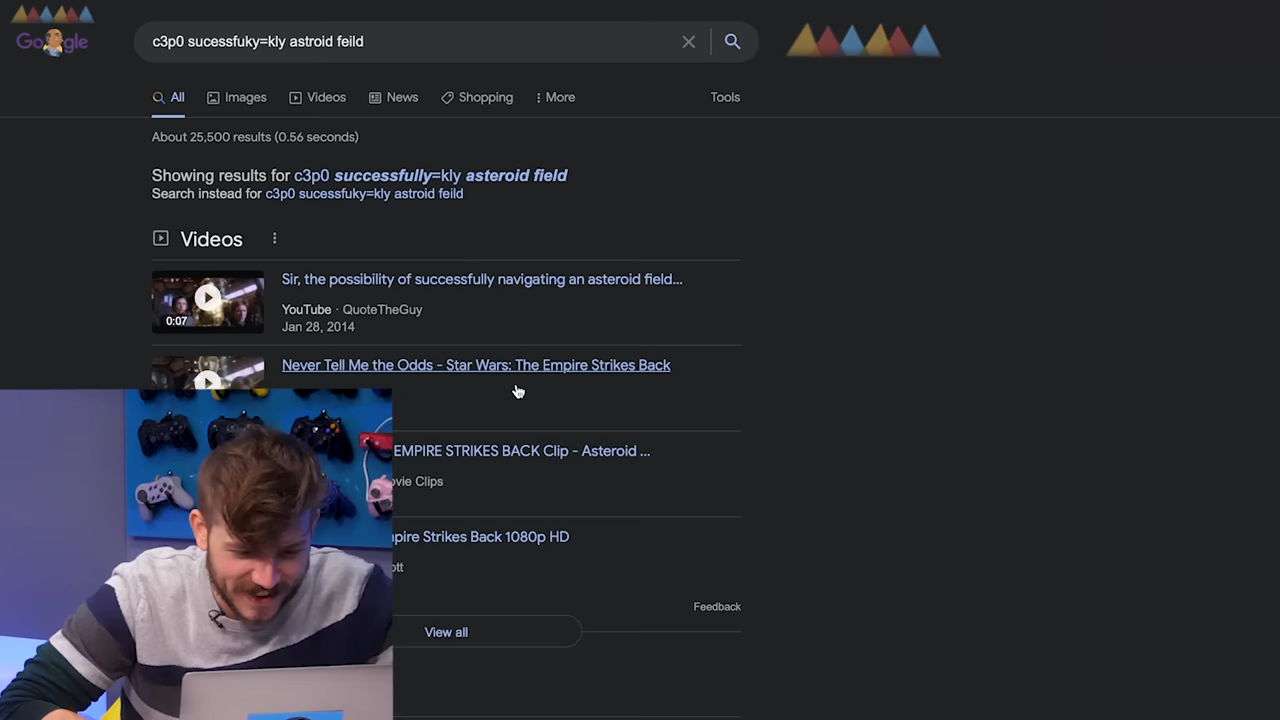 Google
c3p0 sucessfuky=kly astroid feild
All Images Videos News Shopping More Tools
About 25,500 results (0.56 seconds)
Showing results for c3p0 successfully=kly asteroid field
Search instead for c3p0 sucessfuky=kly astroid feild
Videos
Sir, the possibility of successfully navigating an asteroid field...
YouTube · QuoteTheGuy
0:07
Jan 28, 2014
Never Tell Me the Odds - Star Wars: The Empire Strikes Back
EMPIRE STRIKES BACK Clip - Asteroid ...
ovie Clips
pire Strikes Back 1080p HD
ott
Feedback
View all